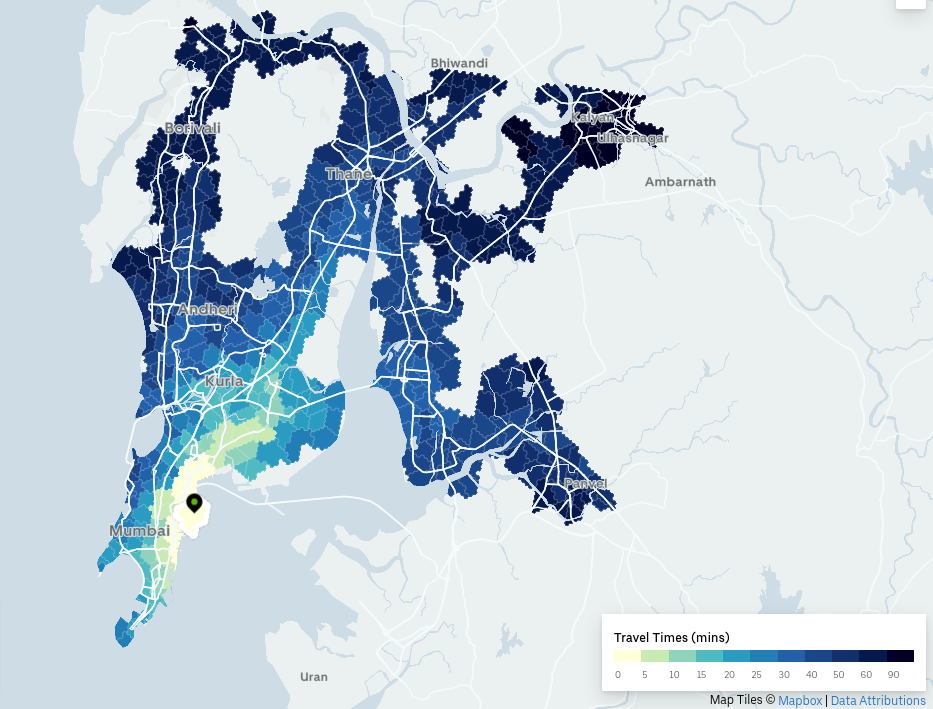 Bhiwandi
Kalyan
Borivali
Ulhasnagar
Thane
Ambarnath
Andheri
Kurla
Panvel
Mumbai
Travel Times (mins)
0 5 10 15 20 25 30 40 50 60 90
Uran
Map Tiles © Mapbox | Data Attributions